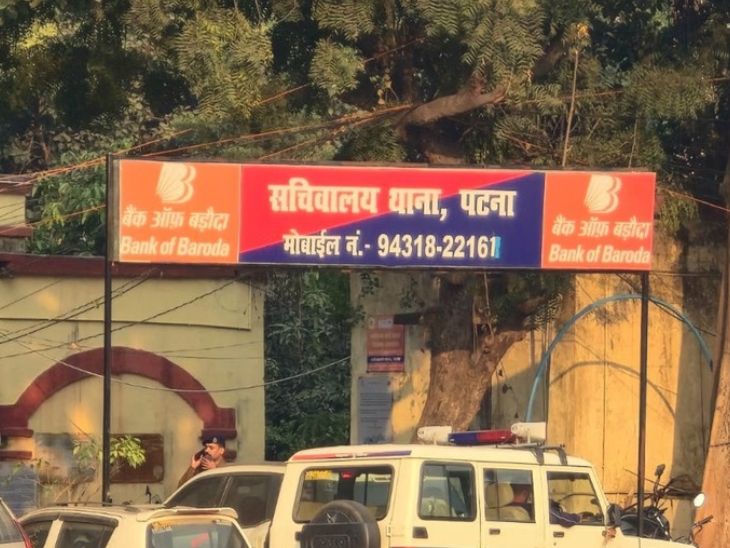 बैंक ऑफ़ बड़ौदा
Bank of Baroda
सचिवालय थाना, पटना
मोबाईल नं.- 94318-22161
बैंक ऑफ़ बड़ौदा
Bank of Baroda